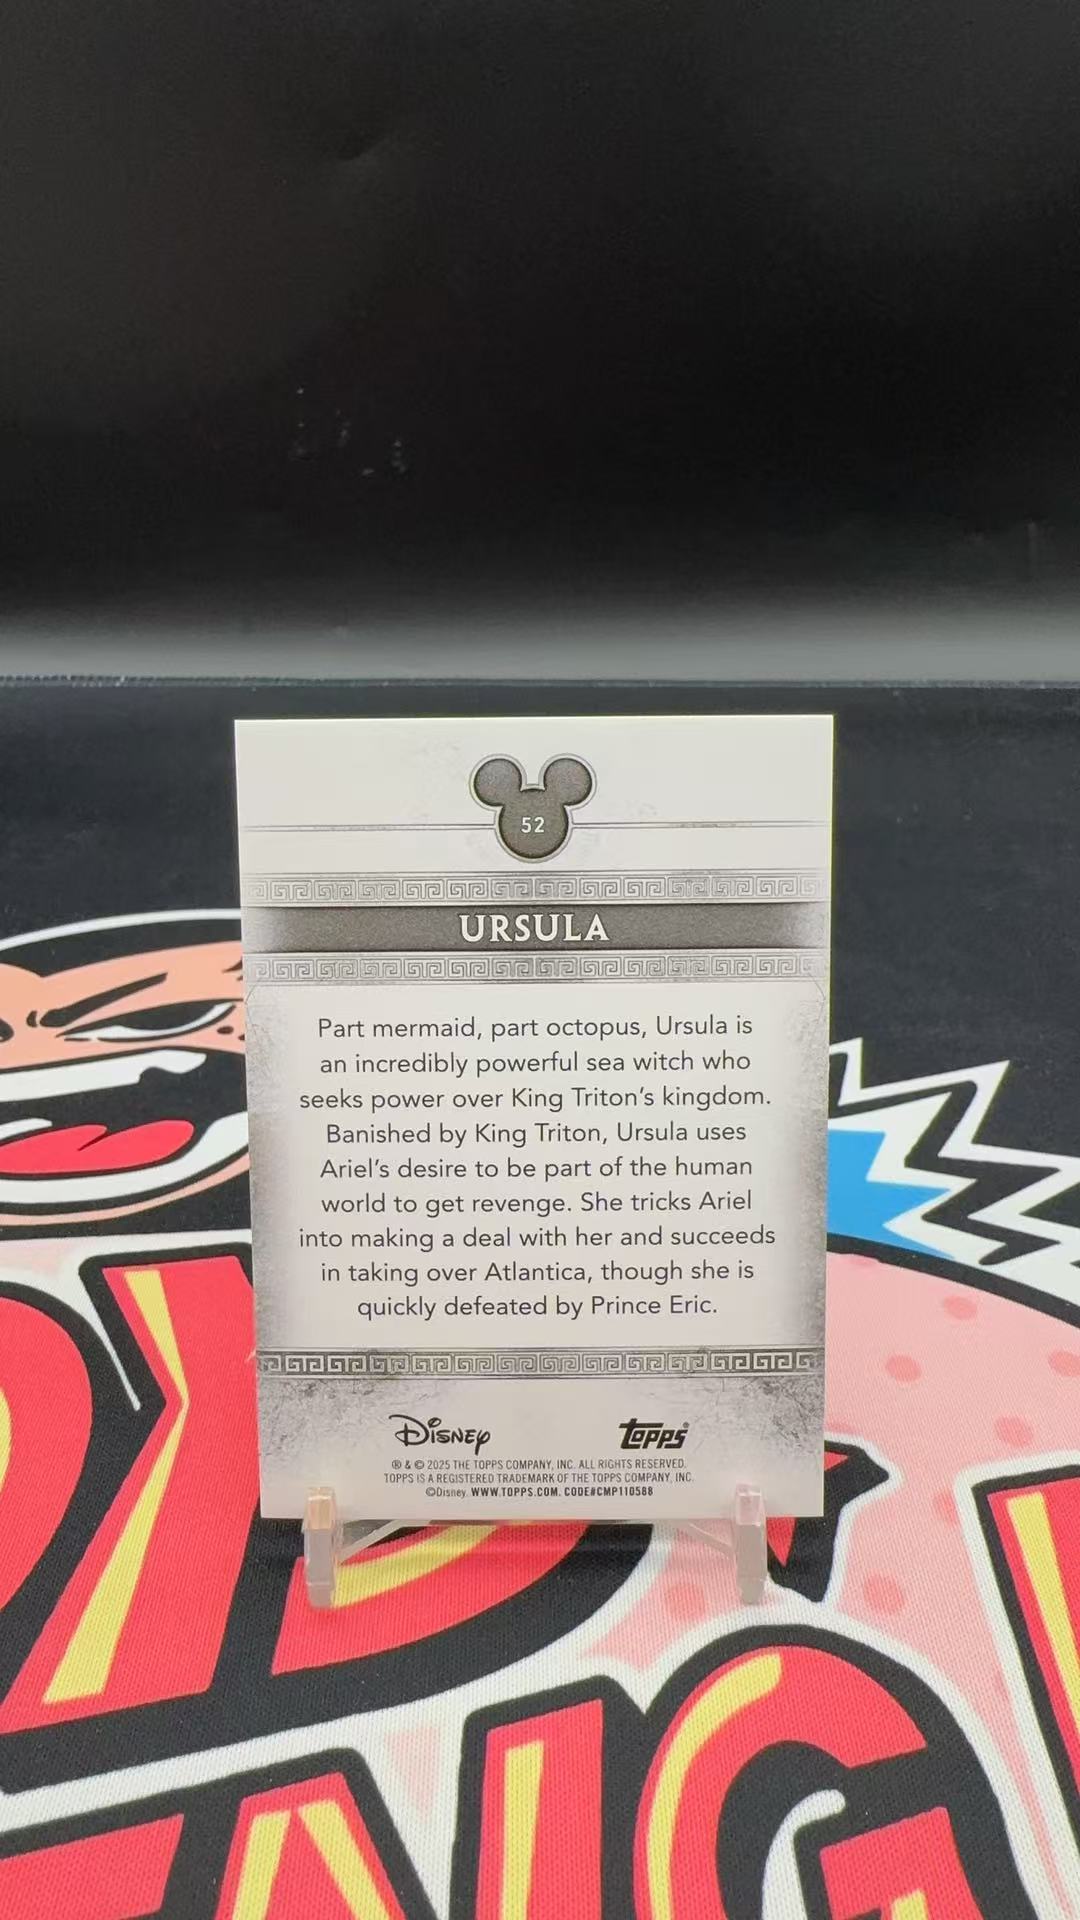 52
URSULA
Part mermaid, part octopus, Ursula is
an incredibly powerful sea witch who
seeks power over King Triton's kingdom.
Banished by King Triton, Ursula uses
Ariel's desire to be part of the human
world to get revenge. She tricks Ariel
into making a deal with her and succeeds
in taking over Atlantica, though she is
quickly defeated by Prince Eric.
Disney topps®
® & © 2025 THE TOPPS COMPANY, INC. ALL RIGHTS RESERVED.
TOPPS IS A REGISTERED TRADEMARK OF THE TOPPS COMPANY, INC.
©Disney. WWW.TOPPS.COM. CODE#CMP110588